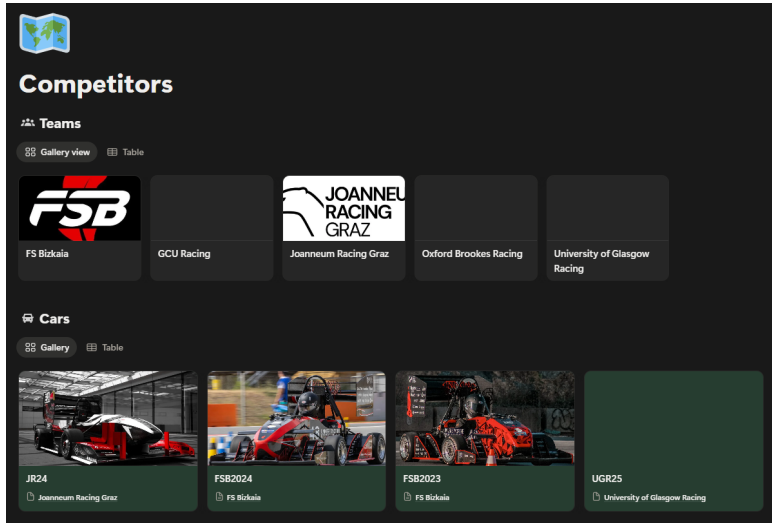 Competitors
Teams
Gallery view
Table
FSB
JOANNEU
RACING
GRAZ
FS Bizkaia
GCU Racing
Joanneum Racing Graz
Oxford Brookes Racing
University of Glasgow
Racing
Cars
Gallery
Table
JR24
FSB2024
FSB2023
UGR25
Joanneum Racing Graz
FS Bizkaia
FS Bizkaia
University of Glasgow Racing